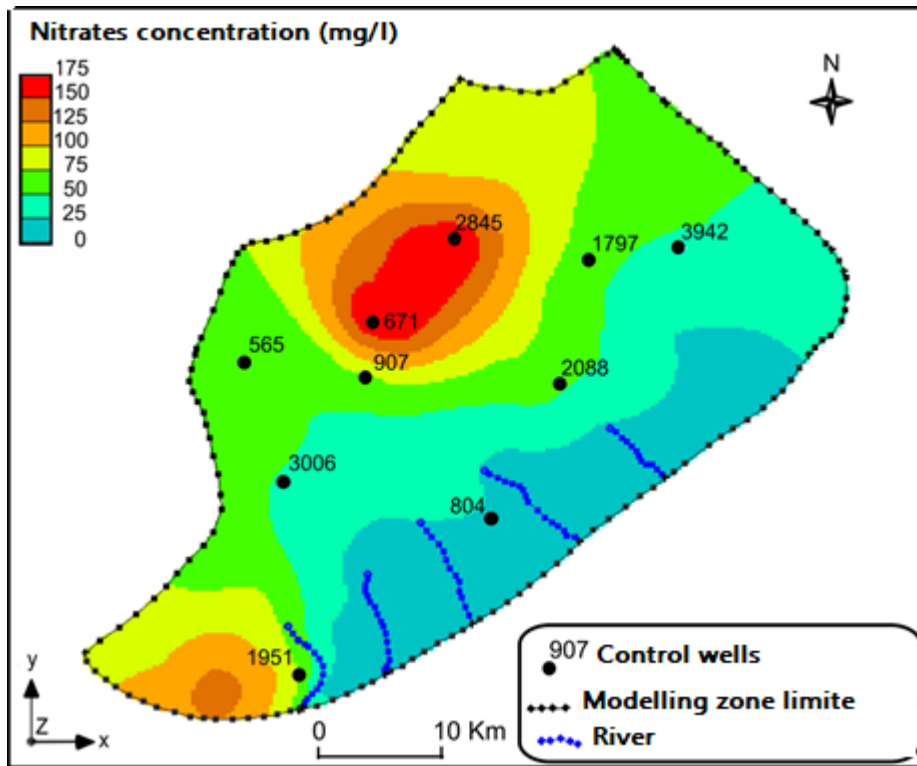 Nitrates concentration (mg/l)
175
150
125
100
75
50
25
0
N
2845
1797
3942
671
565
907
2088
3006
804
1951
y
Z
x
0
10 Km
907 Control wells
Modelling zone limite
River